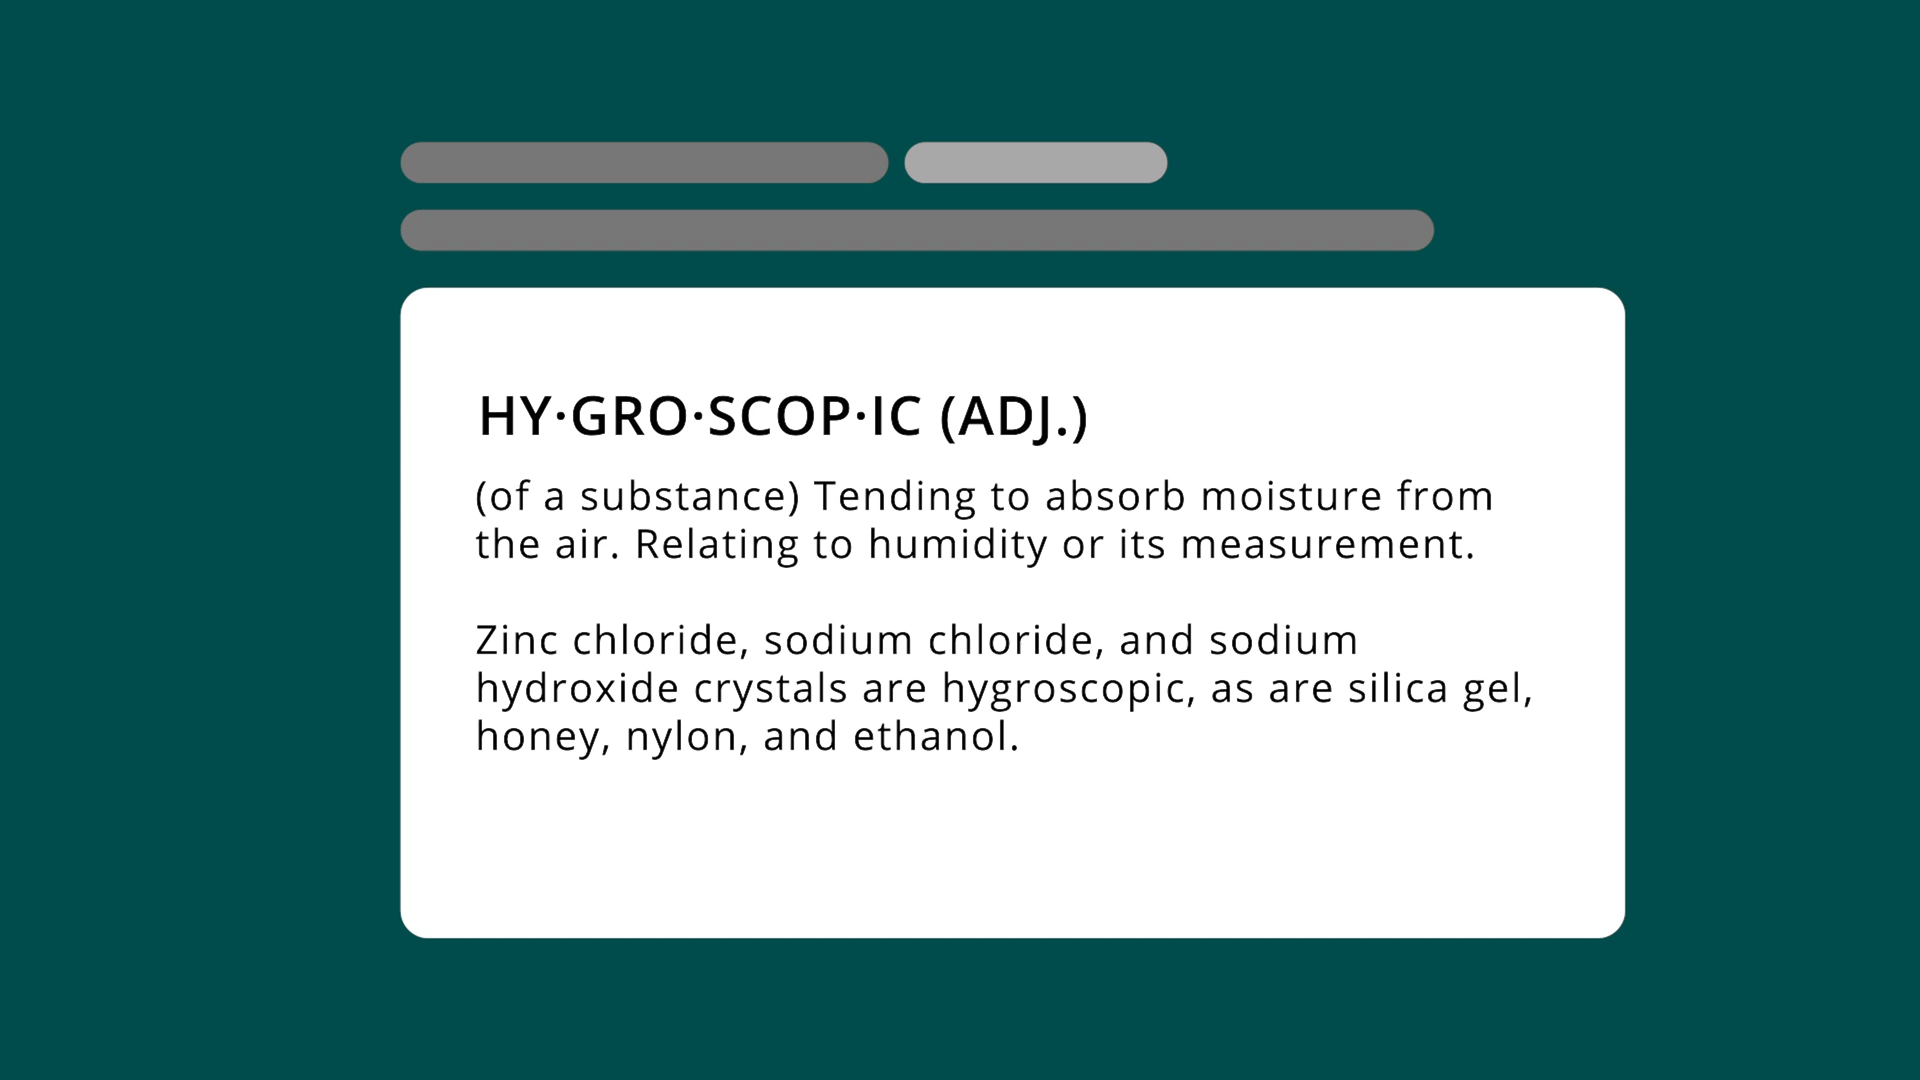 HY·GRO·SCOP·IC (ADJ.)
(of a substance) Tending to absorb moisture from
the air. Relating to humidity or its measurement.
Zinc chloride, sodium chloride, and sodium
hydroxide crystals are hygroscopic, as are silica gel,
honey, nylon, and ethanol.